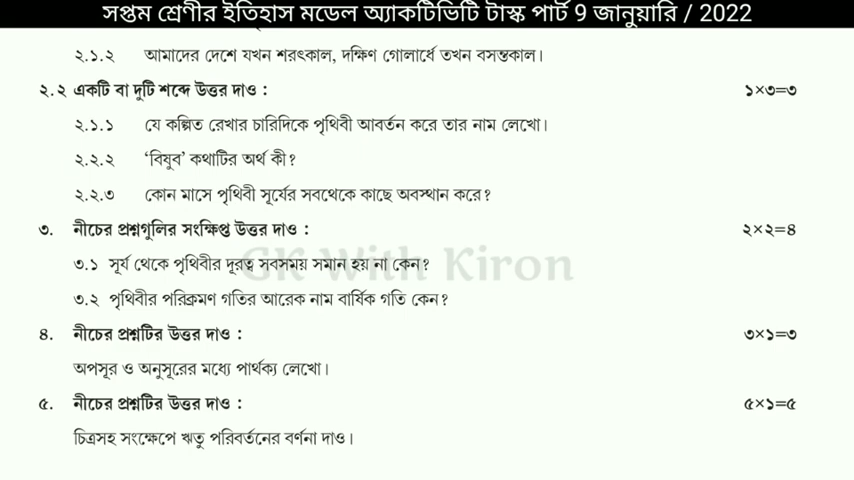 সপ্তম শ্রেণীর ইতিহাস মডেল অ্যাকটিভিটি টাস্ক পার্ট 9 জানুয়ারি / 2022
২.১.২ আমাদের দেশে যখন শরৎকাল, দক্ষিণ গোলার্ধে তখন বসন্তকাল।
২.২ একটি বা দুটি শব্দে উত্তর দাও : ১×৩=৩
২.১.১ যে কল্পিত রেখার চারিদিকে পৃথিবী আবর্তন করে তার নাম লেখো।
২.২.২ ‘বিষুব’ কথাটির অর্থ কী?
২.২.৩ কোন মাসে পৃথিবী সূর্যের সবথেকে কাছে অবস্থান করে?
৩. নীচের প্রশ্নগুলির সংক্ষিপ্ত উত্তর দাও : ২×২=৪
GK With Kiron
৩.১ সূর্য থেকে পৃথিবীর দূরত্ব সবসময় সমান হয় না কেন?
৩.২ পৃথিবীর পরিক্রমণ গতির আরেক নাম বার্ষিক গতি কেন?
৪. নীচের প্রশ্নটির উত্তর দাও : ৩×১=৩
অপসূর ও অনুসূরের মধ্যে পার্থক্য লেখো।
৫. নীচের প্রশ্নটির উত্তর দাও : ৫×১=৫
চিত্রসহ সংক্ষেপে ঋতু পরিবর্তনের বর্ণনা দাও।